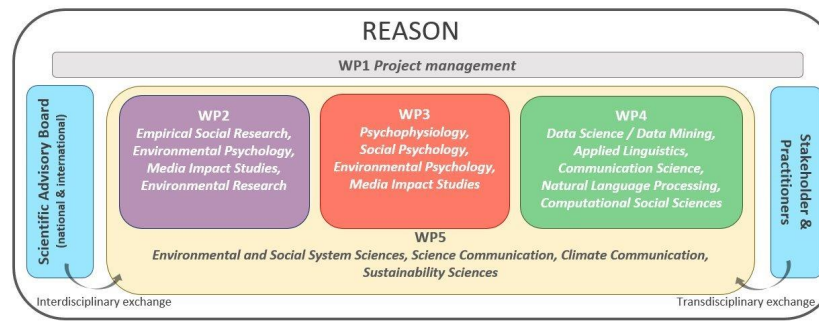 REASON
WP1 Project management
Scientific Advisory Board
(national & international)
WP2
Empirical Social Research,
Environmental Psychology,
Media Impact Studies,
Environmental Research
WP3
Psychophysiology,
Social Psychology,
Environmental Psychology,
Media Impact Studies
WP4
Data Science / Data Mining,
Applied Linguistics,
Communication Science,
Natural Language Processing,
Computational Social Sciences
Stakeholder &
Practitioners
WP5
Environmental and Social System Sciences, Science Communication, Climate Communication,
Sustainability Sciences
Interdisciplinary exchange
Transdisciplinary exchange